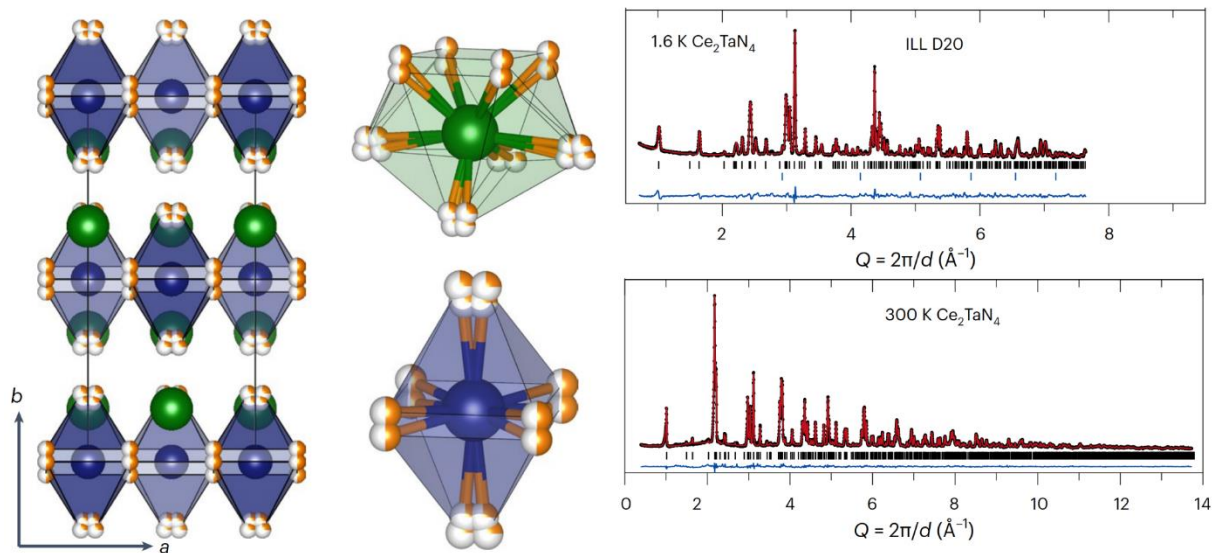 b
a
1.6 K Ce₂TaN₄
ILL D20
2 4 6 8
Q = 2π/d (Å⁻¹)
300 K Ce₂TaN₄
0 2 4 6 8 10 12 14
Q = 2π/d (Å⁻¹)